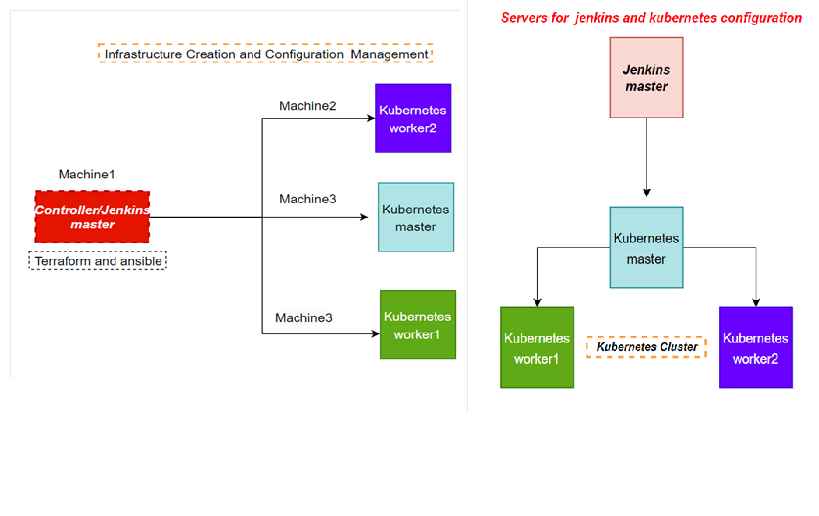 Infrastructure Creation and Configuration Management
Machine2
Kubernetes
worker2
Machine1
Controller/Jenkins
master
Terraform and ansible
Machine3
Kubernetes
master
Machine3
Kubernetes
worker1
Servers for jenkins and kubernetes configuration
Jenkins
master
Kubernetes
master
Kubernetes
worker1
Kubernetes Cluster
Kubernetes
worker2